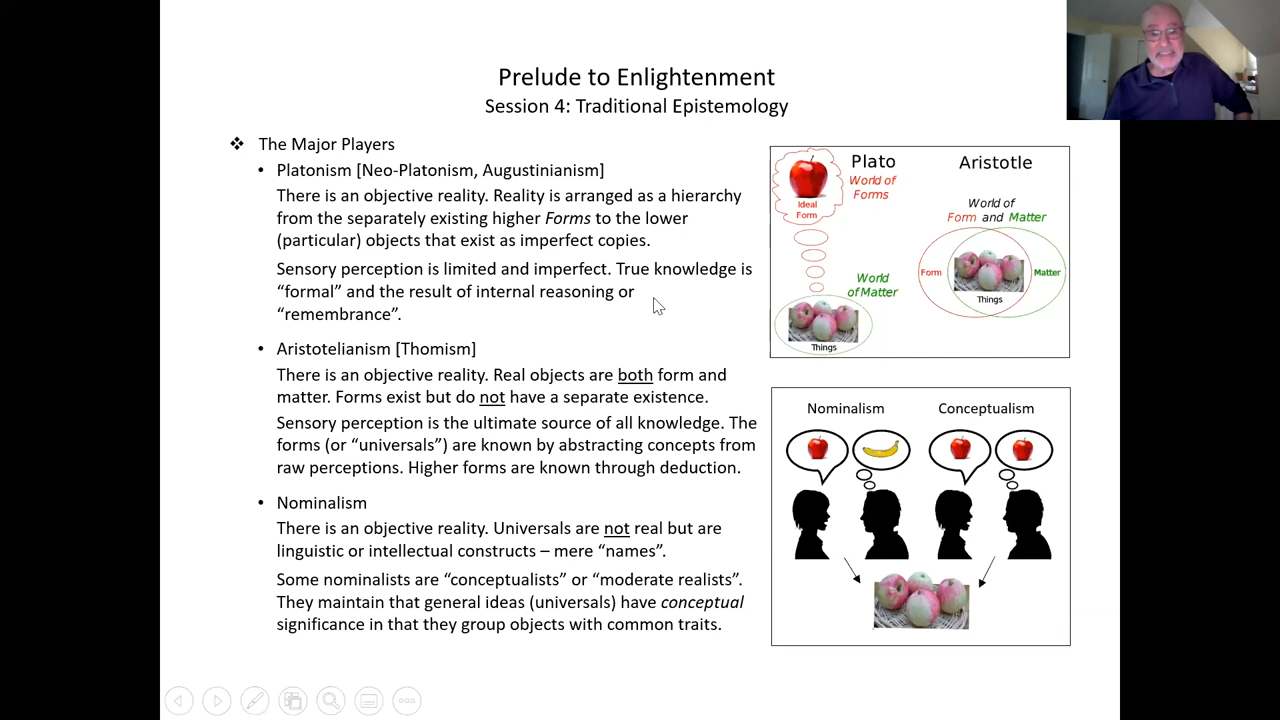 Prelude to Enlightenment
Session 4: Traditional Epistemology
❖ The Major Players
• Platonism [Neo-Platonism, Augustinianism]
There is an objective reality. Reality is arranged as a hierarchy
from the separately existing higher Forms to the lower
(particular) objects that exist as imperfect copies.
Sensory perception is limited and imperfect. True knowledge is
“formal” and the result of internal reasoning or
“remembrance”.
• Aristotelianism [Thomism]
There is an objective reality. Real objects are both form and
matter. Forms exist but do not have a separate existence.
Sensory perception is the ultimate source of all knowledge. The
forms (or “universals”) are known by abstracting concepts from
raw perceptions. Higher forms are known through deduction.
• Nominalism
There is an objective reality. Universals are not real but are
linguistic or intellectual constructs – mere “names”.
Some nominalists are “conceptualists” or “moderate realists”.
They maintain that general ideas (universals) have conceptual
significance in that they group objects with common traits.
Plato
World of
Forms
Ideal
Form
World
of Matter
Things
Aristotle
World of
Form and Matter
Form
Matter
Things
Nominalism
Conceptualism